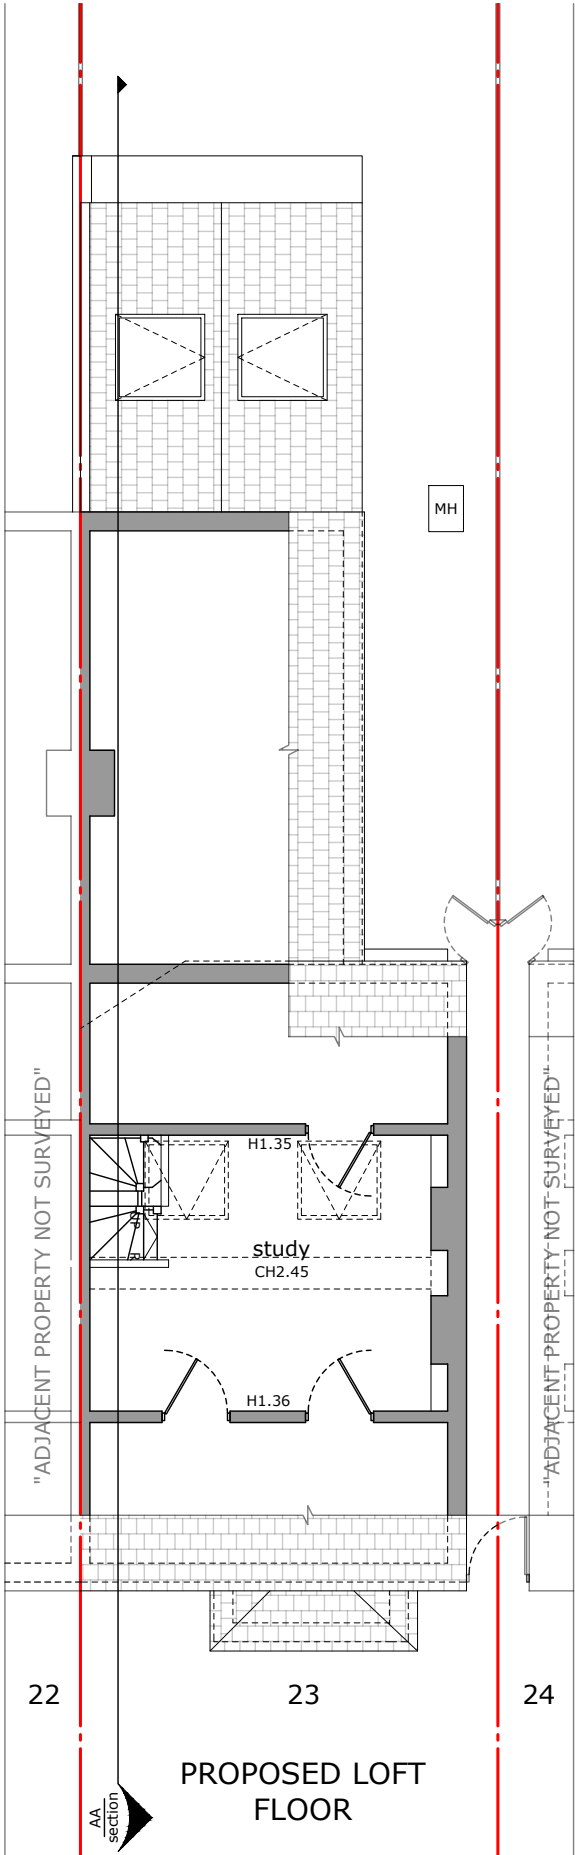 MH
"ADJACENT PROPERTY NOT SURVEYED"
"ADJACENT PROPERTY NOT SURVEYED"
H1.35
UP
R
study
CH2.45
H1.36
22
23
24
PROPOSED LOFT
FLOOR
AA
section